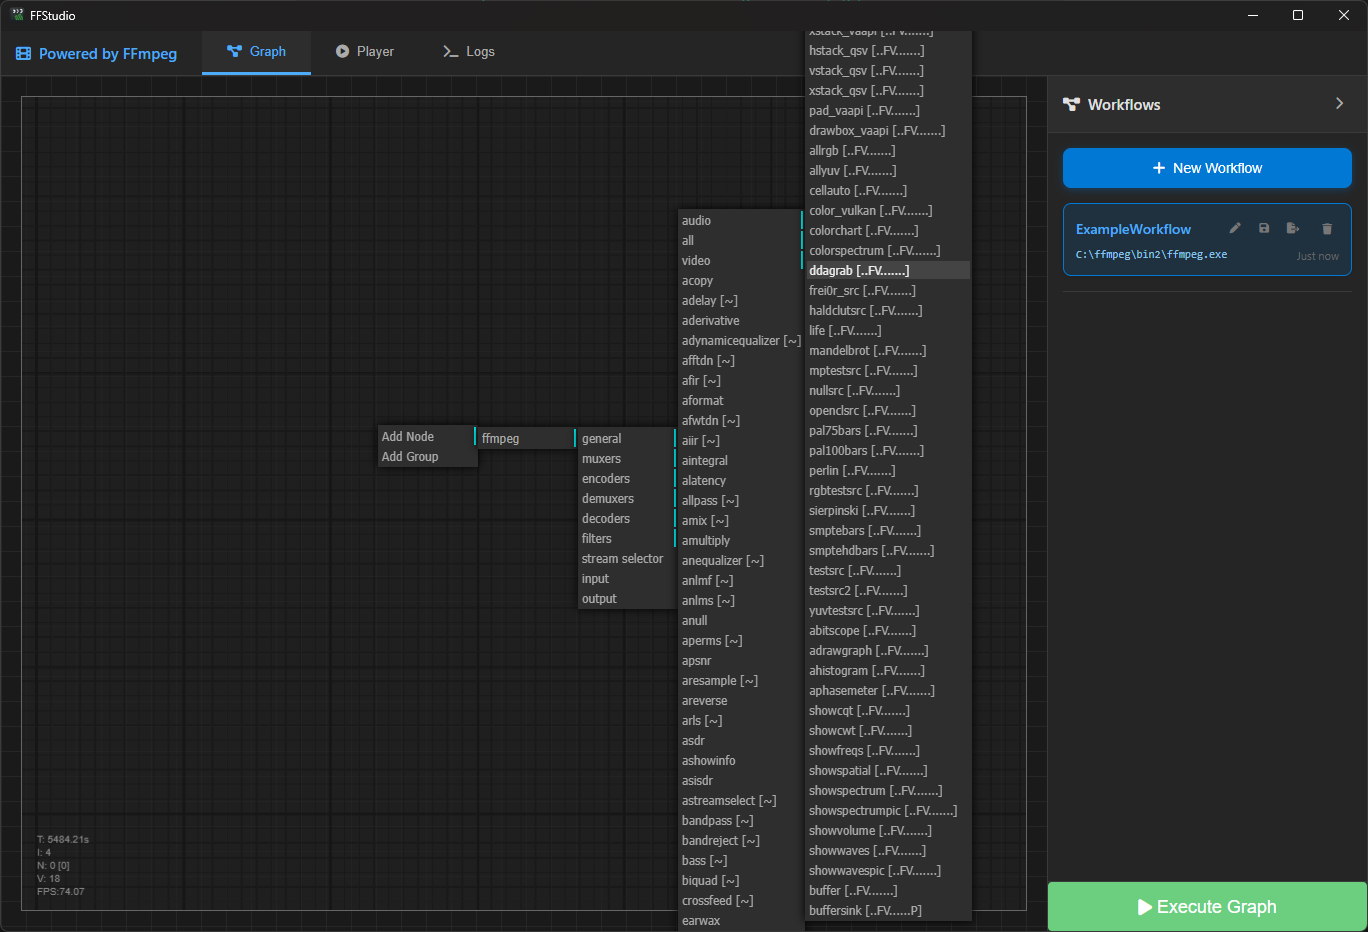 FFStudio
Powered by FFmpeg
Graph
Player
Logs
Add Node
Add Group
ffmpeg
general
muxers
encoders
demuxers
decoders
filters
stream selector
input
output
audio
all
video
acopy
adelay [~]
aderivative
adynamicequalizer [~]
afftdn [~]
afir [~]
aformat
afwtdn [~]
aiir [~]
aintegral
alatency
allpass [~]
amix [~]
amultiply
anequalizer [~]
anlmf [~]
anlms [~]
anull
aperms [~]
apsnr
aresample [~]
areverse
arls [~]
asdr
ashowinfo
asisdr
astreamselect [~]
bandpass [~]
bandreject [~]
bass [~]
biquad [~]
crossfeed [~]
earwax
xstack_vaapi [..FV.......]
hstack_qsv [..FV.......]
vstack_qsv [..FV.......]
xstack_qsv [..FV.......]
pad_vaapi [..FV.......]
drawbox_vaapi [..FV.......]
allrgb [..FV.......]
allyuv [..FV.......]
cellauto [..FV.......]
color_vulkan [..FV.......]
colorchart [..FV.......]
colorspectrum [..FV.......]
ddagrab [..FV.......]
frei0r_src [..FV.......]
haldclutsrc [..FV.......]
life [..FV.......]
mandelbrot [..FV.......]
mptestsrc [..FV.......]
nullsrc [..FV.......]
openclsrc [..FV.......]
pal75bars [..FV.......]
pal100bars [..FV.......]
perlin [..FV.......]
rgbtestsrc [..FV.......]
sierpinski [..FV.......]
smptebars [..FV.......]
smptehdbars [..FV.......]
testsrc [..FV.......]
testsrc2 [..FV.......]
yuvtestsrc [..FV.......]
abitscope [..FV.......]
adrawgraph [..FV.......]
ahistogram [..FV.......]
aphasemeter [..FV.......]
showcqt [..FV.......]
showcwt [..FV.......]
showfreqs [..FV.......]
showspatial [..FV.......]
showspectrum [..FV.......]
showspectrumpic [..FV.......]
showvolume [..FV.......]
showwaves [..FV.......]
showwavespic [..FV.......]
buffer [..FV.......]
buffersink [..FV......P]
T: 5484.21s
I: 4
N: 0 [0]
V: 18
FPS:74.07
Workflows
New Workflow
ExampleWorkflow
C:\ffmpeg\bin2\ffmpeg.exe
Just now
Execute Graph